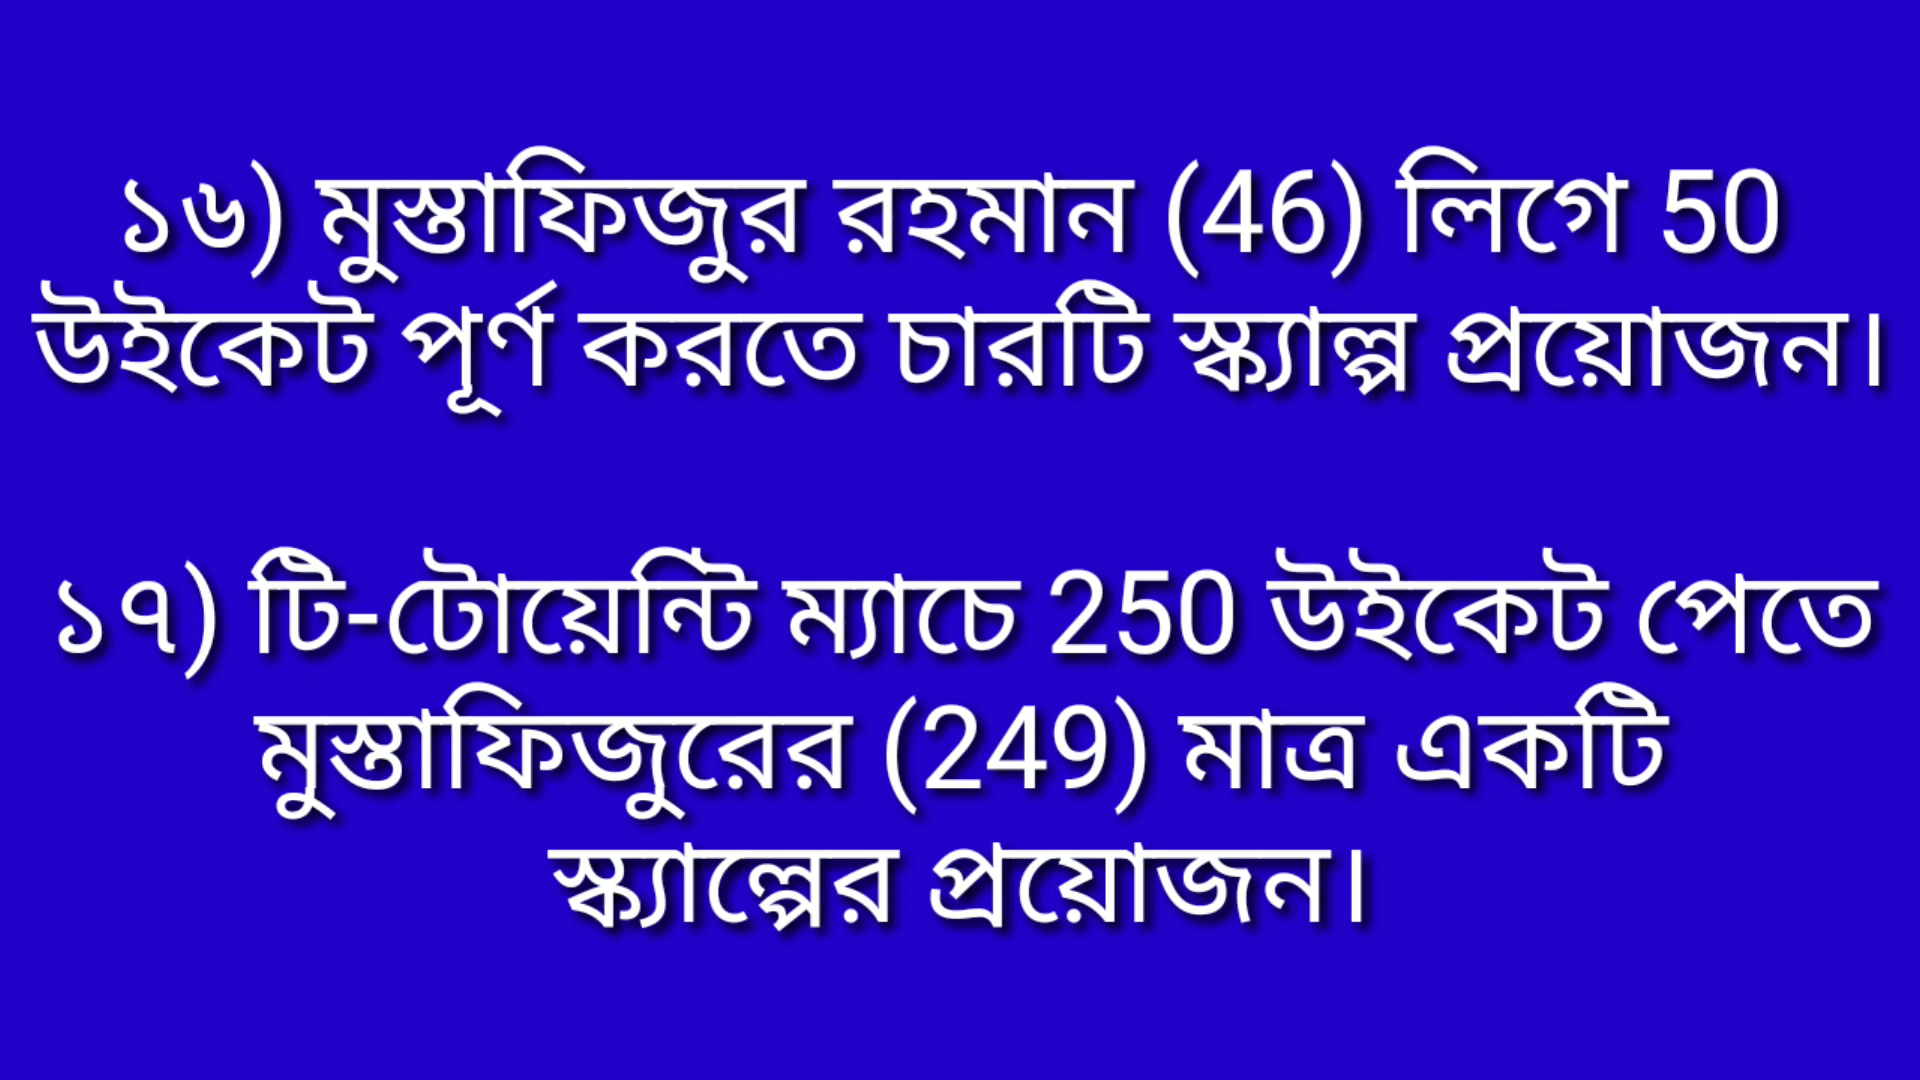 ১৬) মুস্তাফিজুর রহমান (46) লিগে 50
উইকেট পূর্ণ করতে চারটি স্ক্যাল্প প্রয়োজন।
১৭) টি-টোয়েন্টি ম্যাচে 250 উইকেট পেতে
মুস্তাফিজুরের (249) মাত্র একটি
স্ক্যাল্পের প্রয়োজন।